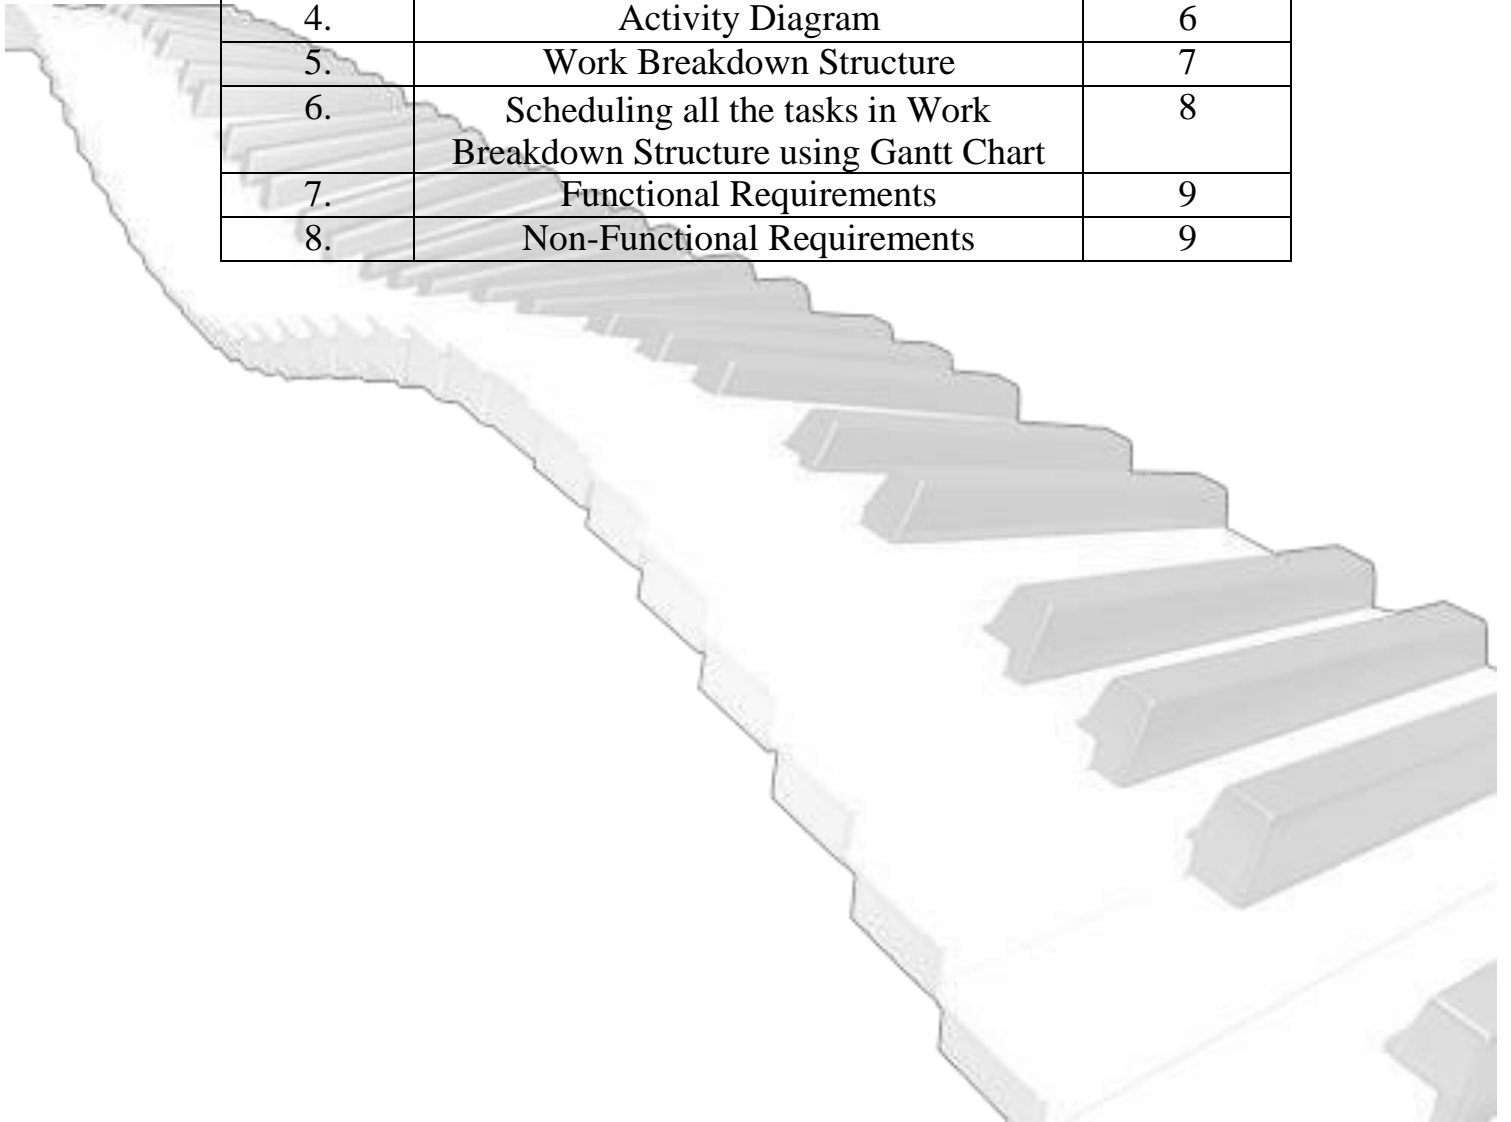 4. Activity Diagram 6
5. Work Breakdown Structure 7
6. Scheduling all the tasks in Work 8
Breakdown Structure using Gantt Chart
7. Functional Requirements 9
8. Non-Functional Requirements 9